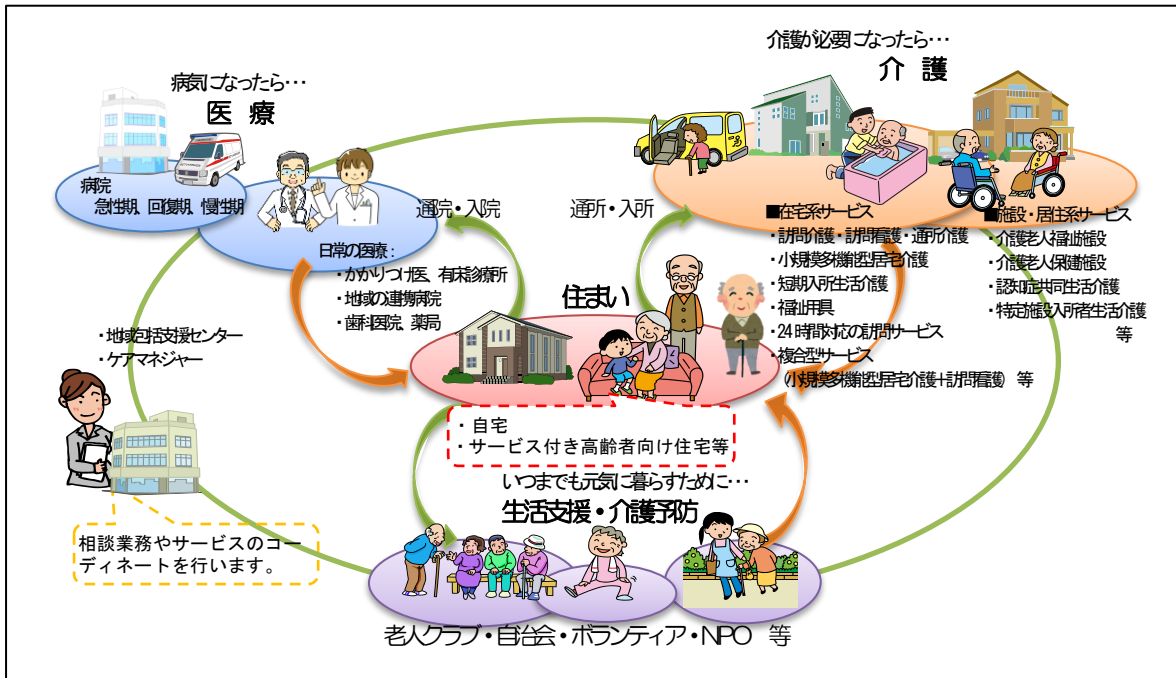 病気になったら…
医療
病院
急性期、回復期、慢性期
日常の医療：
・かかりつけ医、有床診療所
・地域の連携病院
・歯科医院、薬局
通院・入院
介護が必要になったら…
介護
通所・入所
■在宅系サービス
・訪問介護・訪問看護・通所介護
・小規模多機能型居宅介護
・短期入所生活介護
・福祉用具
・24時間対応の訪問サービス
・複合型サービス
（小規模多機能型居宅介護＋訪問看護）等
■施設・居住系サービス
・介護老人福祉施設
・介護老人保健施設
・認知症共同生活介護
・特定施設入所者生活介護
等
住まい
・自宅
・サービス付き高齢者向け住宅等
・地域包括支援センター
・ケアマネジャー
相談業務やサービスのコー
ディネートを行います。
いつまでも元気に暮らすために…
生活支援・介護予防
老人クラブ・自治会・ボランティア・NPO 等